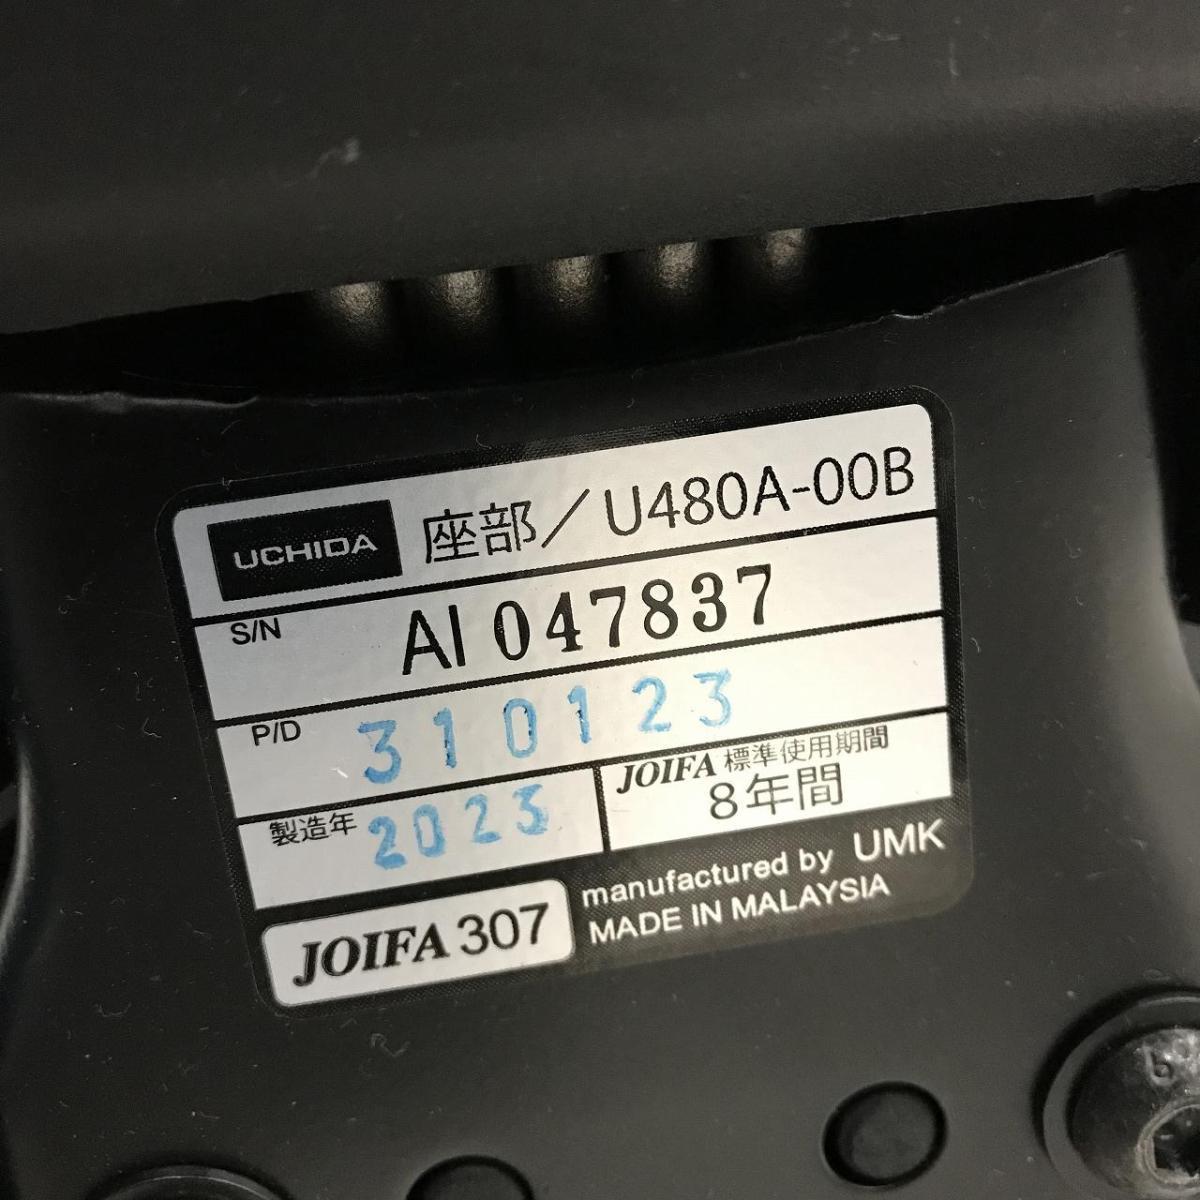 UCHIDA 座部／U480A-00B
S/N AI 047837
P/D 310123
製造年 2023
JOIFA 標準使用期間
8年間
manufactured by UMK
MADE IN MALAYSIA
JOIFA 307